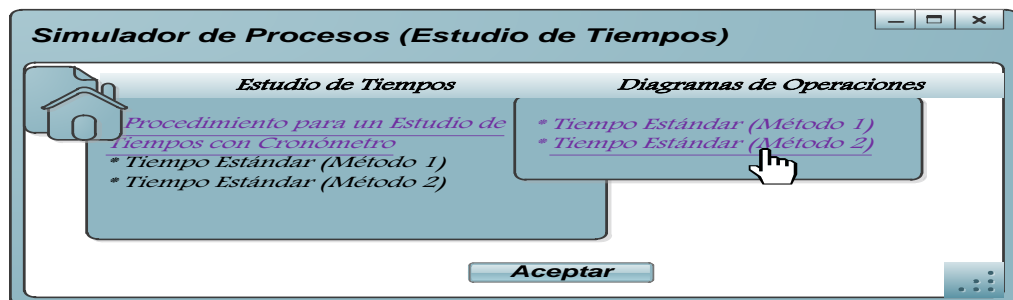 Simulador de Procesos (Estudio de Tiempos)
Estudio de Tiempos
Procedimiento para un Estudio de
Tiempos con Cronómetro
* Tiempo Estándar (Método 1)
* Tiempo Estándar (Método 2)
Diagramas de Operaciones
* Tiempo Estándar (Método 1)
* Tiempo Estándar (Método 2)
Aceptar